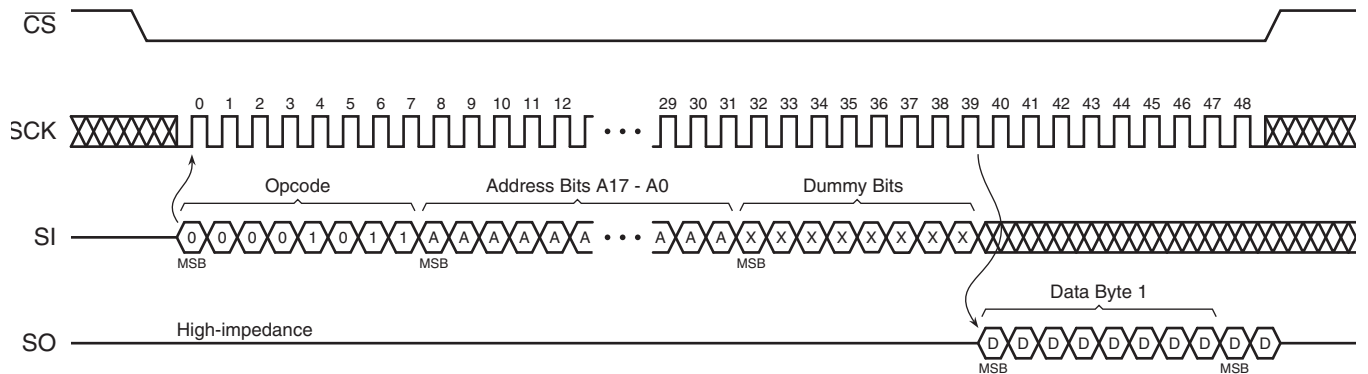 CS
0 1 2 3 4 5 6 7 8 9 10 11 12 29 30 31 32 33 34 35 36 37 38 39 40 41 42 43 44 45 46 47 48
SCK • • •
Opcode Address Bits A17 - A0 Dummy Bits
SI 0 0 0 0 1 0 1 1 A A A A A A • • • A A A X X X X X X X X
MSB MSB MSB
Data Byte 1
High-impedance
SO D D D D D D D D D D
MSB MSB